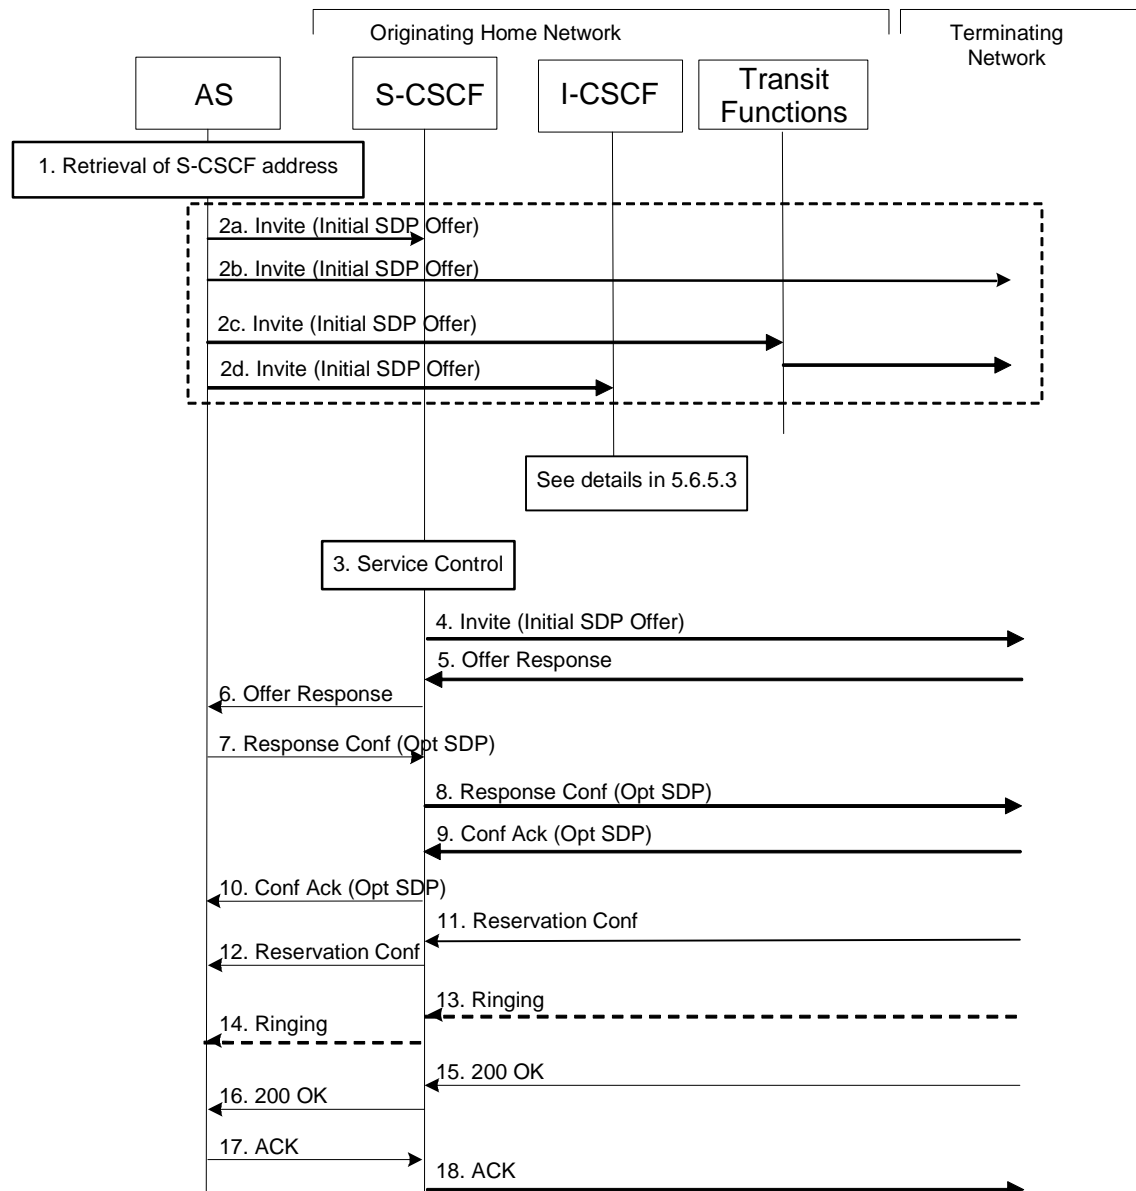 Originating Home Network
Terminating
Network
AS
S-CSCF
I-CSCF
Transit
Functions
1. Retrieval of S-CSCF address
2a. Invite (Initial SDP Offer)
2b. Invite (Initial SDP Offer)
2c. Invite (Initial SDP Offer)
2d. Invite (Initial SDP Offer)
See details in 5.6.5.3
3. Service Control
4. Invite (Initial SDP Offer)
5. Offer Response
6. Offer Response
7. Response Conf (Opt SDP)
8. Response Conf (Opt SDP)
9. Conf Ack (Opt SDP)
10. Conf Ack (Opt SDP)
11. Reservation Conf
12. Reservation Conf
13. Ringing
14. Ringing
15. 200 OK
16. 200 OK
17. ACK
18. ACK